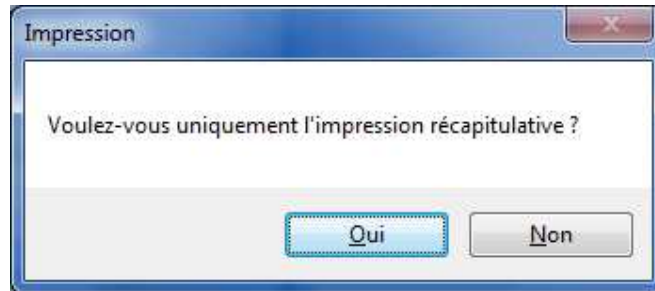 Impression
Voulez-vous uniquement l'impression récapitulative ?
Oui Non